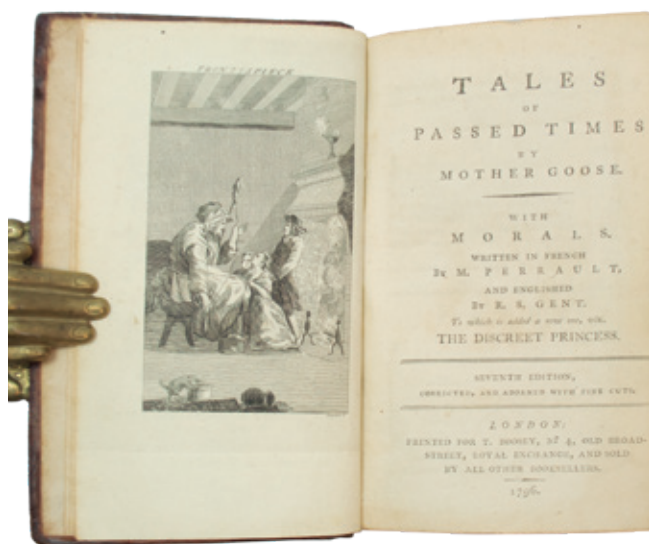 FRONTISPIECE
TALES
OF
PASSED TIMES
BY
MOTHER GOOSE.
WITH
MORALS.
WRITTEN IN FRENCH
BY M. PERRAULT,
AND ENGLISHED
BY R. S. GENT.
To which is added a new one, viz.
THE DISCREET PRINCESS.
SEVENTH EDITION,
CORRECTED, AND ADORNED WITH FINE CUTS.
LONDON:
PRINTED FOR T. BOOSEY, No 4, OLD BROAD-
STREET, ROYAL EXCHANGE, AND SOLD
BY ALL OTHER BOOKSELLERS.
1796.